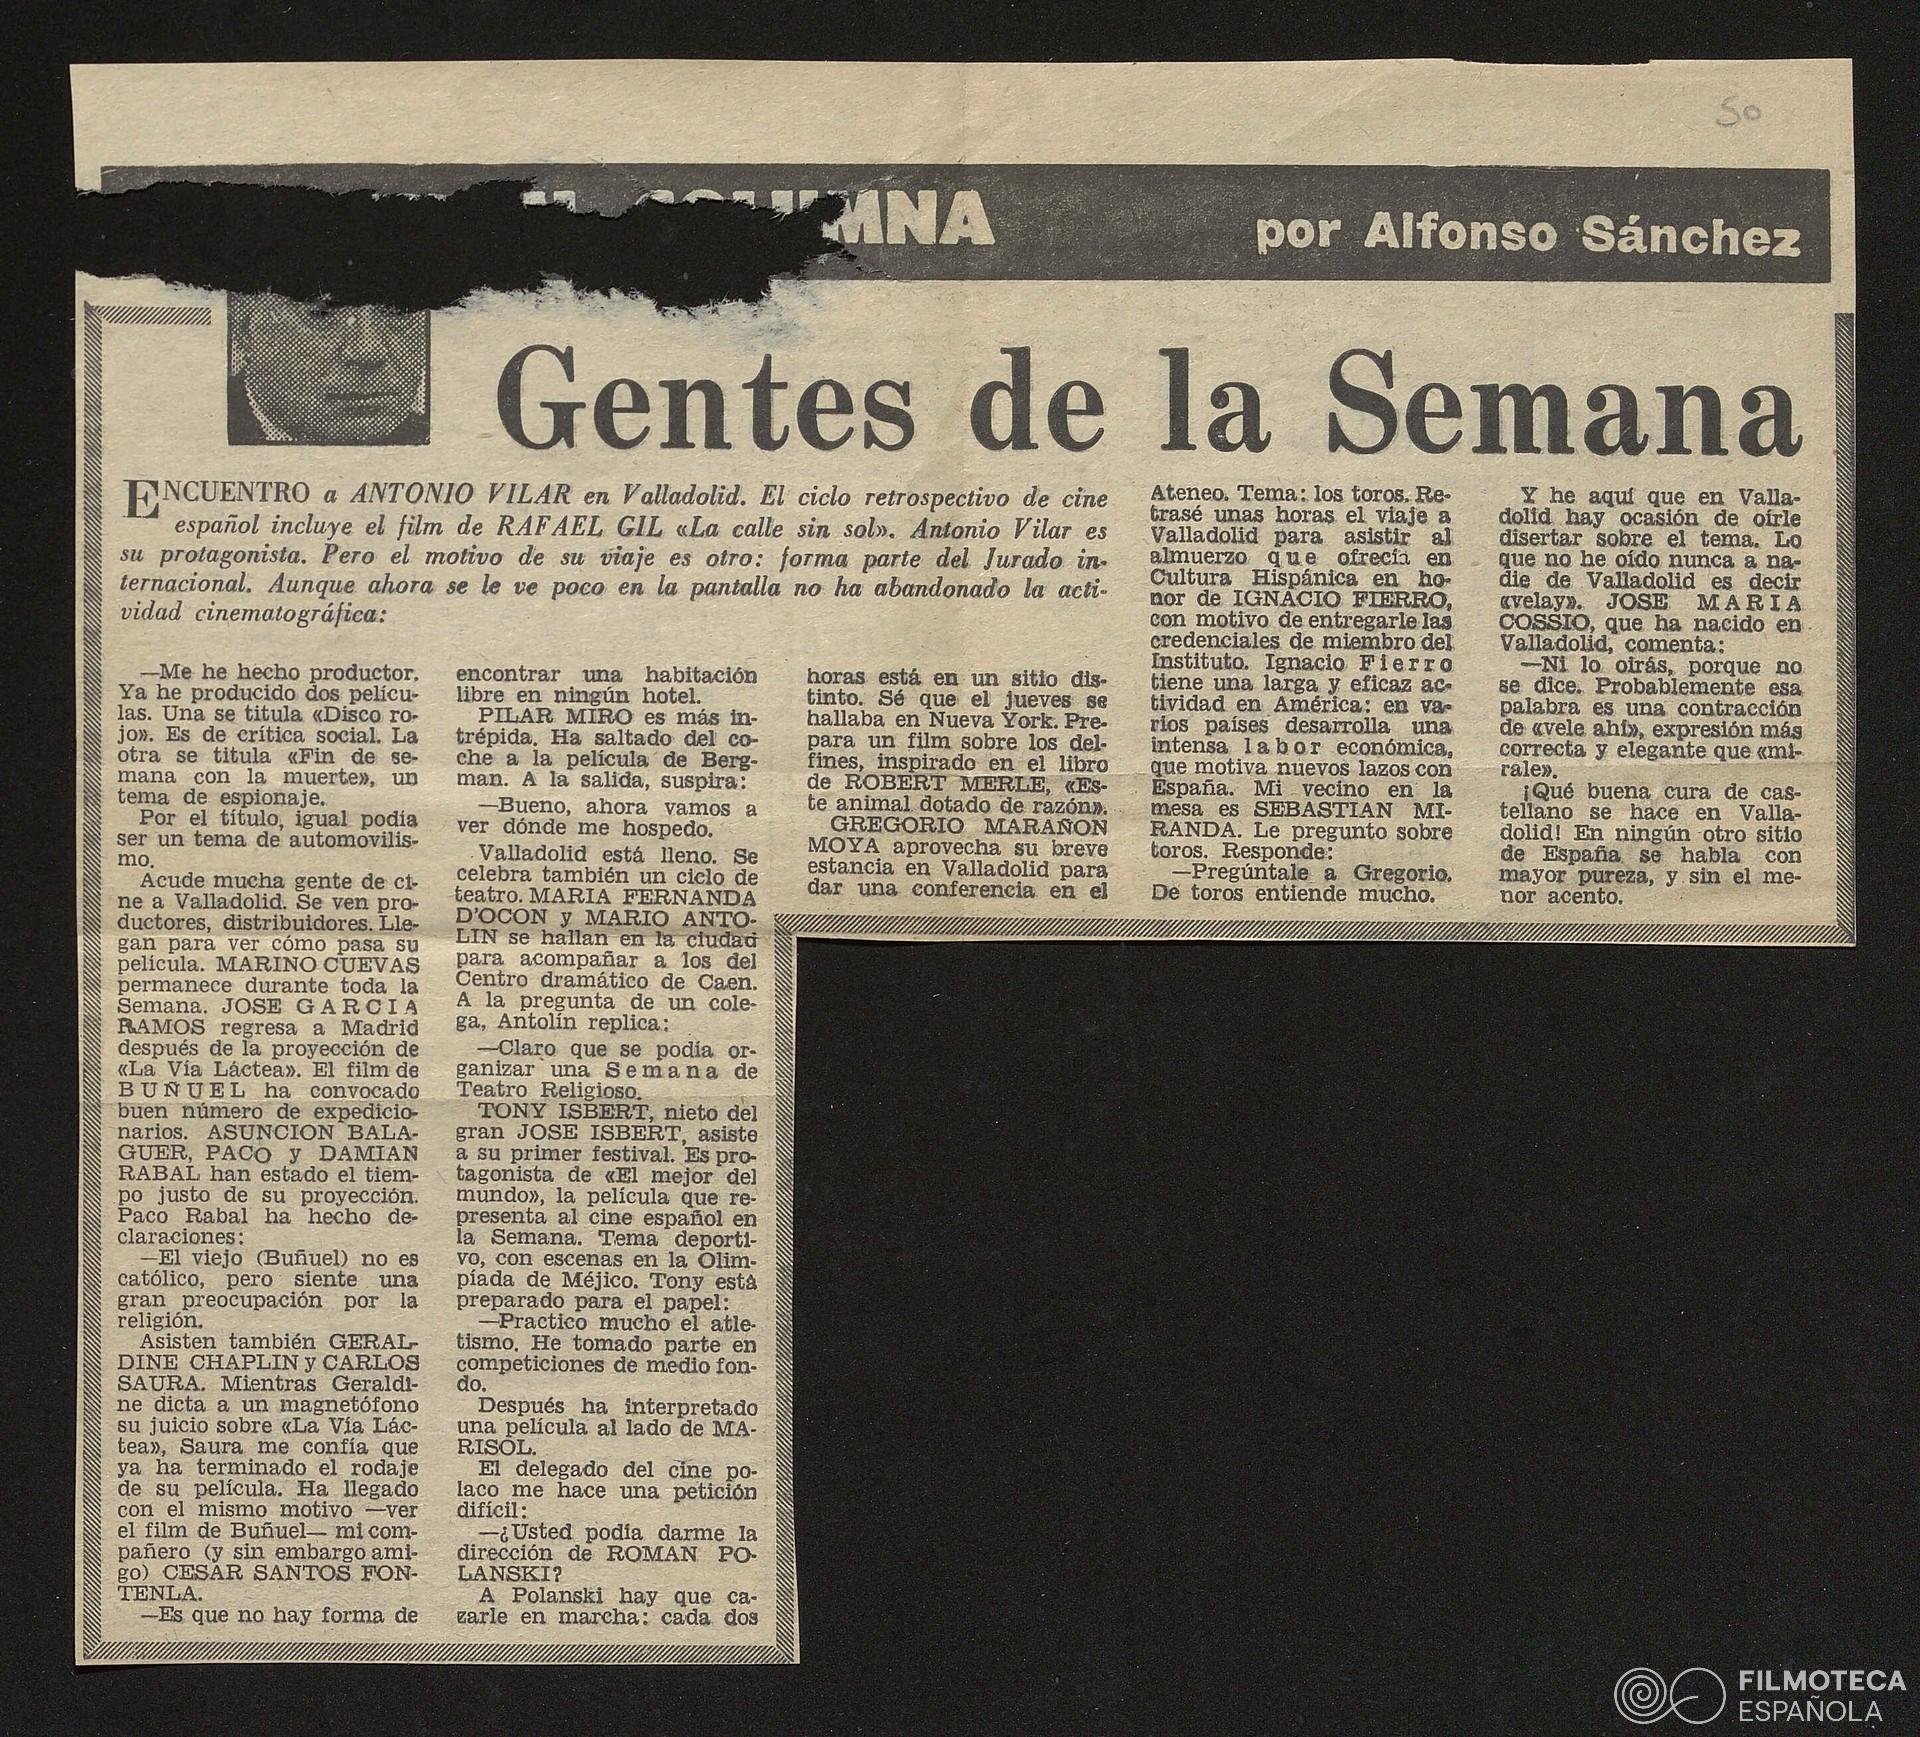 50
MNA
por Alfonso Sánchez
Gentes de la Semana
ENCUENTRO a ANTONIO VILAR en Valladolid. El ciclo retrospectivo de cine
español incluye el film de RAFAEL GIL «La calle sin sol». Antonio Vilar es
su protagonista. Pero el motivo de su viaje es otro: forma parte del Jurado in-
ternacional. Aunque ahora se le ve poco en la pantalla no ha abandonado la acti-
vidad cinematográfica:
—Me he hecho productor.
Ya he producido dos pelícu-
las. Una se titula «Disco ro-
jo». Es de crítica social. La
otra se titula «Fin de se-
mana con la muerte», un
tema de espionaje.
Por el título, igual podía
ser un tema de automovilis-
mo.
Acude mucha gente de ci-
ne a Valladolid. Se ven pro-
ductores, distribuidores. Lle-
gan para ver cómo pasa su
película. MARINO CUEVAS
permanece durante toda la
Semana. JOSE GARCIA
RAMOS regresa a Madrid
después de la proyección de
«La Vía Láctea». El film de
BUÑUEL ha convocado
buen número de expedicio-
narios. ASUNCION BALA-
GUER, PACO y DAMIAN
RABAL han estado el tiem-
po justo de su proyección.
Paco Rabal ha hecho de-
claraciones:
—El viejo (Buñuel) no es
católico, pero siente una
gran preocupación por la
religión.
Asisten también GERAL-
DINE CHAPLIN y CARLOS
SAURA. Mientras Geraldi-
ne dicta a un magnetófono
su juicio sobre «La Vía Lác-
tea», Saura me confía que
ya ha terminado el rodaje
de su película. Ha llegado
con el mismo motivo —ver
el film de Buñuel— mi com-
pañero (y sin embargo ami-
go) CESAR SANTOS FON-
TENLA.
—Es que no hay forma de
encontrar una habitación
libre en ningún hotel.
PILAR MIRO es más in-
trépida. Ha saltado del co-
che a la película de Berg-
man. A la salida, suspira:
—Bueno, ahora vamos a
ver dónde me hospedo.
Valladolid está lleno. Se
celebra también un ciclo de
teatro. MARIA FERNANDA
D'OCON y MARIO ANTO-
LIN se hallan en la ciudad
para acompañar a los del
Centro dramático de Caen.
A la pregunta de un cole-
ga, Antolín replica:
—Claro que se podía or-
ganizar una Semana de
Teatro Religioso.
TONY ISBERT, nieto del
gran JOSE ISBERT, asiste
a su primer festival. Es pro-
tagonista de «El mejor del
mundo», la película que re-
presenta al cine español en
la Semana. Tema deporti-
vo, con escenas en la Olim-
píada de Méjico. Tony está
preparado para el papel:
—Practico mucho el atle-
tismo. He tomado parte en
competiciones de medio fon-
do.
Después ha interpretado
una película al lado de MA-
RISOL.
El delegado del cine po-
laco me hace una petición
difícil:
—¿Usted podía darme la
dirección de ROMAN PO-
LANSKI?
A Polanski hay que ca-
zarle en marcha: cada dos
horas está en un sitio dis-
tinto. Sé que el jueves se
hallaba en Nueva York. Pre-
para un film sobre los del-
fines, inspirado en el libro
de ROBERT MERLE, «Es-
te animal dotado de razón».
GREGORIO MARAÑON
MOYA aprovecha su breve
estancia en Valladolid para
dar una conferencia en el
Ateneo. Tema: los toros. Re-
trasé unas horas el viaje a
Valladolid para asistir al
almuerzo que ofrecía en
Cultura Hispánica en ho-
nor de IGNACIO FIERRO,
con motivo de entregarle las
credenciales de miembro del
Instituto. Ignacio Fierro
tiene una larga y eficaz ac-
tividad en América: en va-
rios países desarrolla una
intensa labor económica,
que motiva nuevos lazos con
España. Mi vecino en la
mesa es SEBASTIAN MI-
RANDA. Le pregunto sobre
toros. Responde:
—Pregúntale a Gregorio.
De toros entiende mucho.
Y he aquí que en Valla-
dolid hay ocasión de oírle
disertar sobre el tema. Lo
que no he oído nunca a na-
die de Valladolid es decir
«velay». JOSE MARIA
COSSIO, que ha nacido en
Valladolid, comenta:
—Ni lo oirás, porque no
se dice. Probablemente esa
palabra es una contracción
de «vele ahí», expresión más
correcta y elegante que «mí-
rale».
¡Qué buena cura de cas-
tellano se hace en Valla-
dolid! En ningún otro sitio
de España se habla con
mayor pureza, y sin el me-
nor acento.
FILMOTECA
ESPAÑOLA